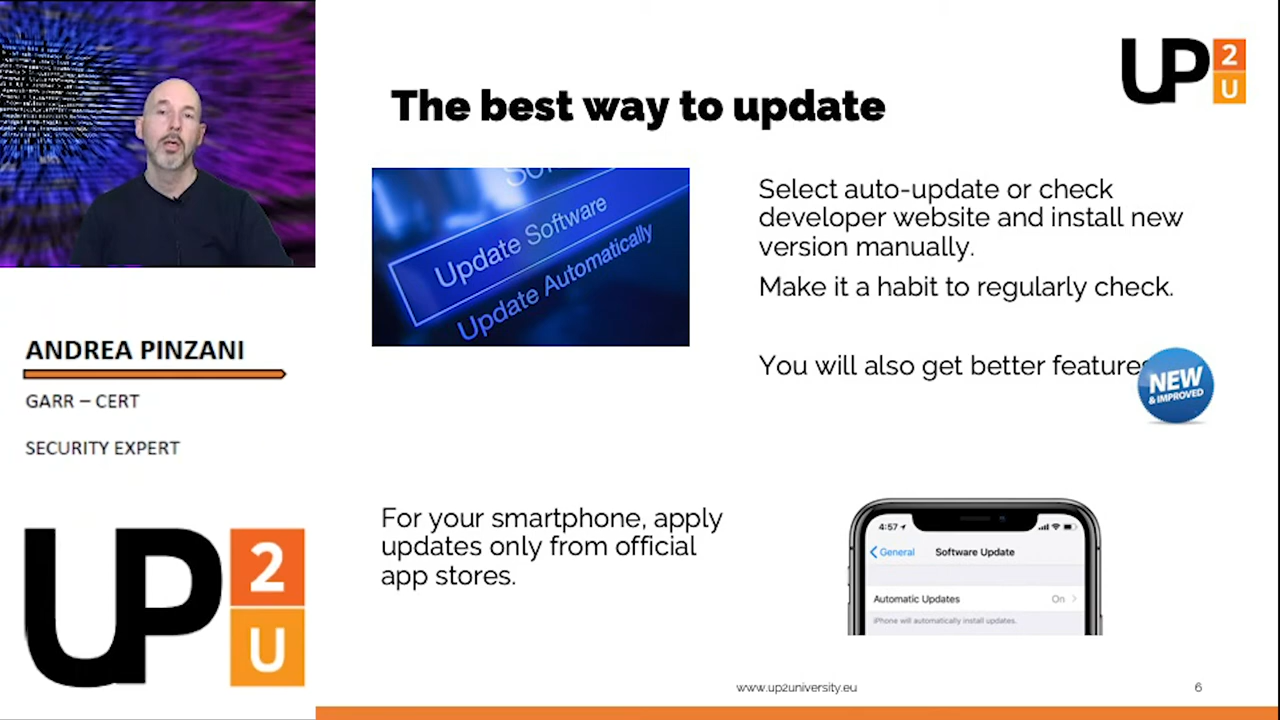 UP
2
U
The best way to update
Update Software
Update Automatically
Select auto-update or check
developer website and install new
version manually.
Make it a habit to regularly check.
You will also get better features
NEW
& IMPROVED
ANDREA PINZANI
GARR – CERT
SECURITY EXPERT
UP
2
U
For your smartphone, apply
updates only from official
app stores.
4:57
General Software Update
Automatic Updates On
iPhone will automatically install updates.
www.up2university.eu
6